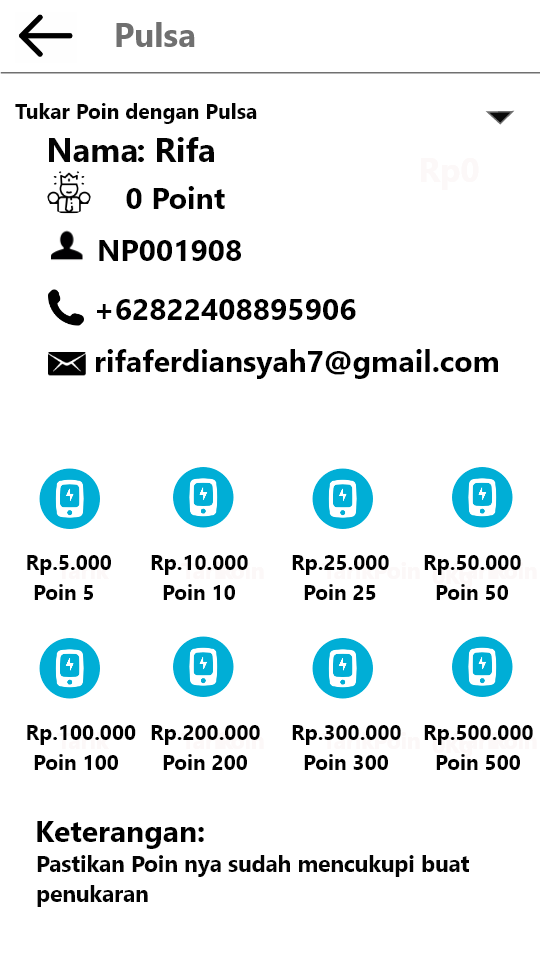 Pulsa
Tukar Poin dengan Pulsa
Nama: Rifa
Rp0
0 Point
NP001908
+62822408895906
rifaferdiansyah7@gmail.com
Rp.5.000 Rp.10.000 Rp.25.000 Rp.50.000
Poin 5 Poin 10 Poin 25 Poin 50
Rp.100.000 Rp.200.000 Rp.300.000 Rp.500.000
Poin 100 Poin 200 Poin 300 Poin 500
Keterangan:
Pastikan Poin nya sudah mencukupi buat
penukaran